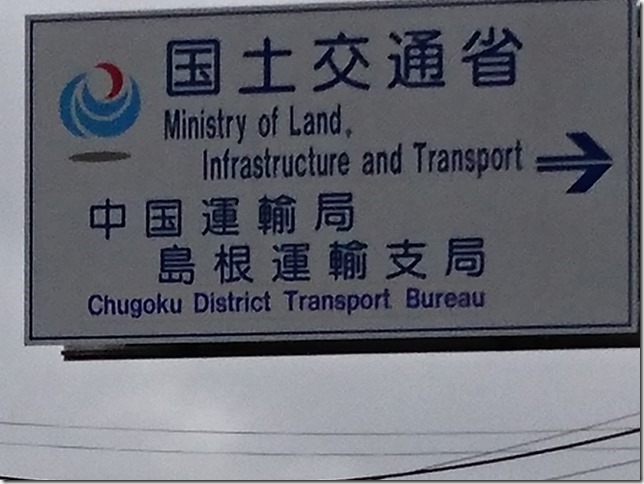 国土交通省
Ministry of Land,
Infrastructure and Transport
中国運輸局
島根運輸支局
Chugoku District Transport Bureau